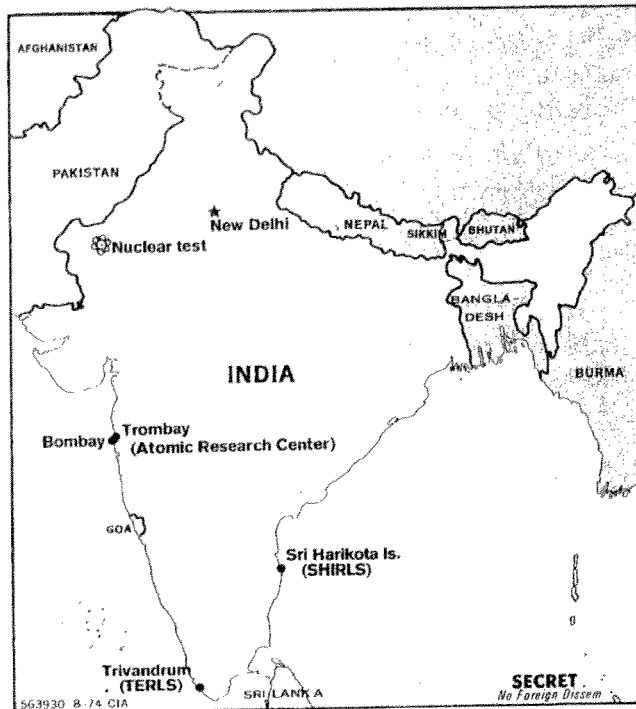 AFGHANISTAN
PAKISTAN
New Delhi
Nuclear test
NEPAL
SIKKIM
BHUTAN
BANGLA-
DESH
INDIA
BURMA
Bombay
Trombay
(Atomic Research Center)
GOA
Sri Harikota Is.
(SHIRLS)
Trivandrum
(TERLS)
SRI LANKA
SECRET
No Foreign Dissem
563930 8-74 CIA